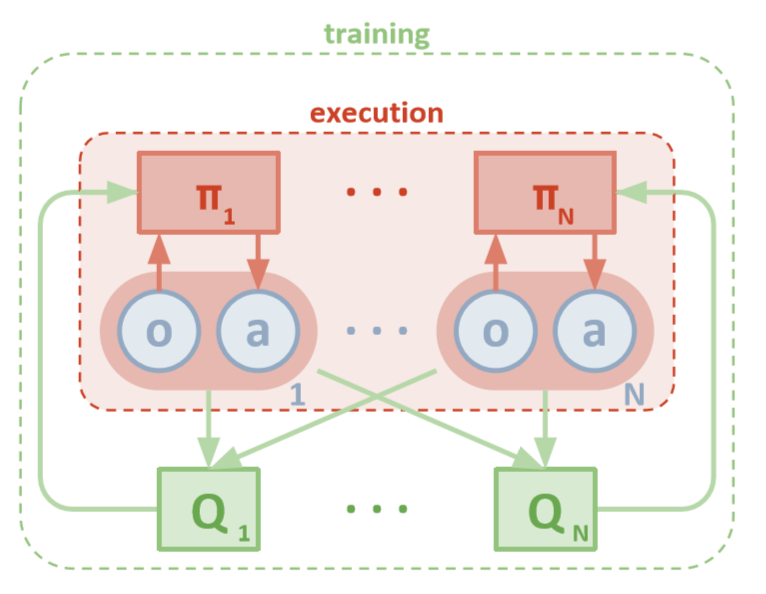 training
execution
π1 . . . πN
o a . . . o a
1 N
Q1 . . . QN